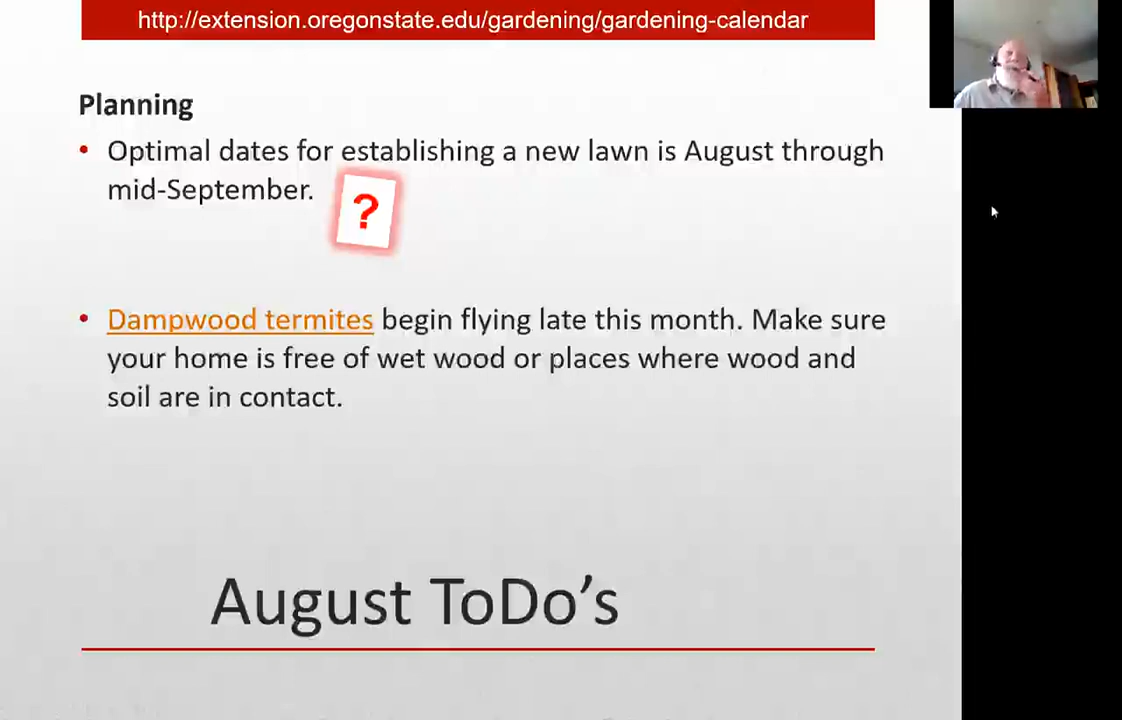 http://extension.oregonstate.edu/gardening/gardening-calendar
Planning
• Optimal dates for establishing a new lawn is August through
mid-September.
?
• Dampwood termites begin flying late this month. Make sure
your home is free of wet wood or places where wood and
soil are in contact.
August ToDo’s